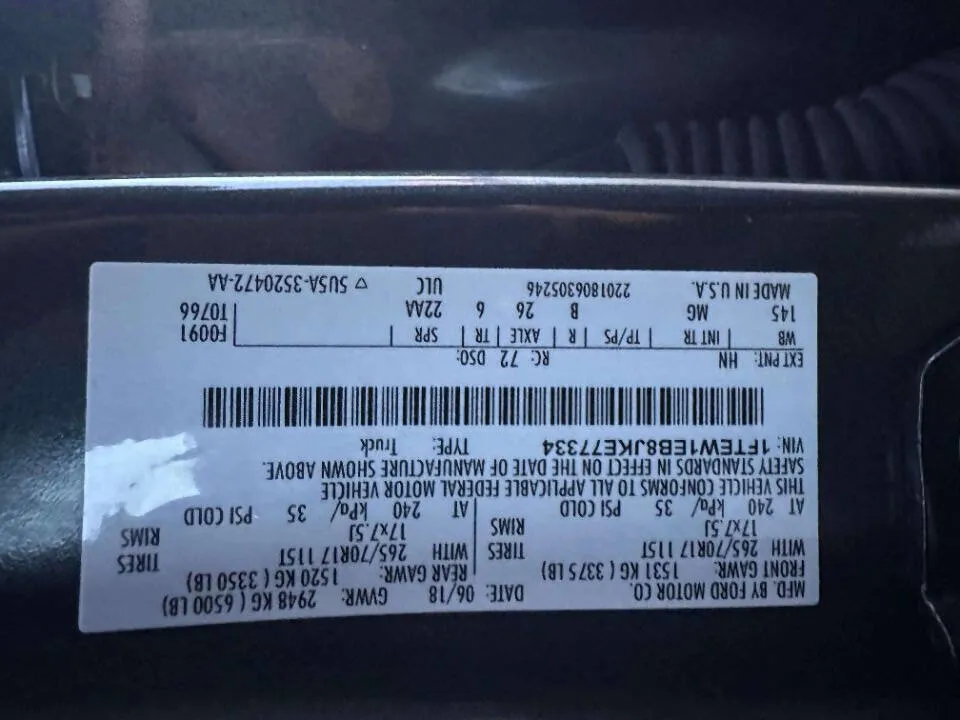 MFD. BY FORD MOTOR CO.
DATE: 06/18 GVWR: 2948 KG ( 6500 LB)
FRONT GAWR: 1531 KG ( 3375 LB) REAR GAWR: 1520 KG ( 3350 LB)
WITH 265/70R17 115T TIRES WITH 265/70R17 115T TIRES
17x7.5J RIMS 17x7.5J RIMS
AT 240 kPa/ 35 PSI COLD AT 240 kPa/ 35 PSI COLD
THIS VEHICLE CONFORMS TO ALL APPLICABLE FEDERAL MOTOR VEHICLE
SAFETY STANDARDS IN EFFECT ON THE DATE OF MANUFACTURE SHOWN ABOVE.
VIN: 1FTEW1EB8JKE77334 TYPE: Truck
EXT PNT: HN RC: 72 DSO:
WB | INT TR | TP/PS | R | AXLE | TR | SPR F0091
145 MG B 26 6 22AA T0766
MADE IN U.S.A. 2201806305246 ULC ▽ 5U5A-3520472-AA